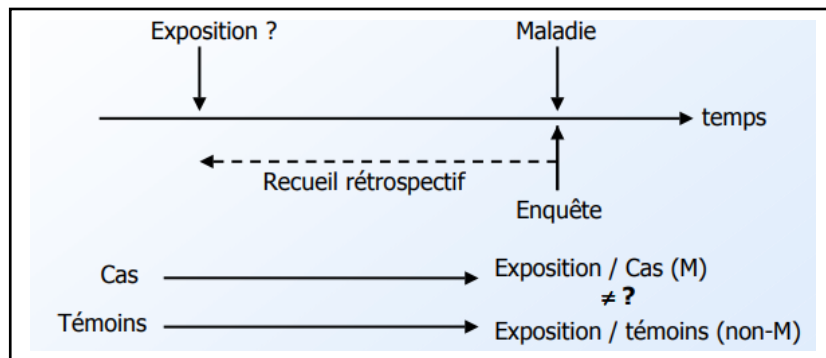 Exposition ?
Maladie
temps
Recueil rétrospectif
Enquête
Cas
Exposition / Cas (M)
≠ ?
Témoins
Exposition / témoins (non-M)